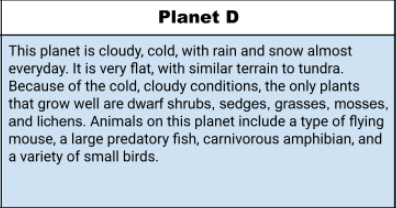 Planet D
This planet is cloudy, cold, with rain and snow almost
everyday. It is very flat, with similar terrain to tundra.
Because of the cold, cloudy conditions, the only plants
that grow well are dwarf shrubs, sedges, grasses, mosses,
and lichens. Animals on this planet include a type of flying
mouse, a large predatory fish, carnivorous amphibian, and
a variety of small birds.